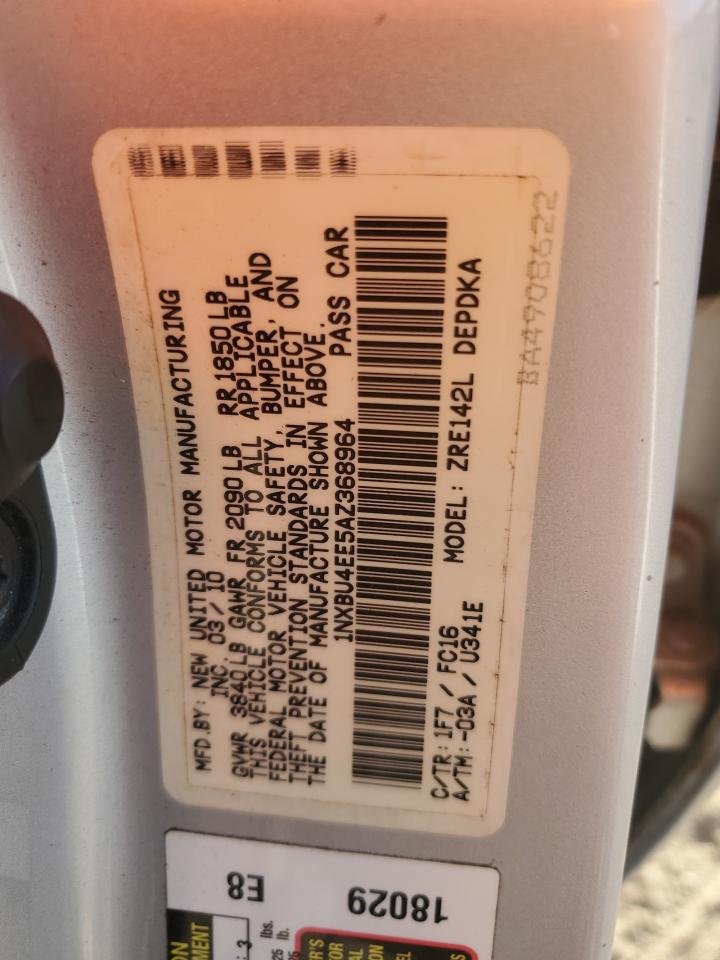 MFD.BY: NEW UNITED MOTOR MANUFACTURING
INC. 03/10
GVWR 3840LB GAWR FR 2090LB RR 1850LB
THIS VEHICLE CONFORMS TO ALL APPLICABLE
FEDERAL MOTOR VEHICLE SAFETY, BUMPER, AND
THEFT PREVENTION STANDARDS IN EFFECT ON
THE DATE OF MANUFACTURE SHOWN ABOVE.
1NXBU4EE5AZ368964 PASS CAR
C/TR: 1F7 / FC16 MODEL: ZRE142L DEPDKA
A/TM: -03A / U341E
BA4908622
E8
18029